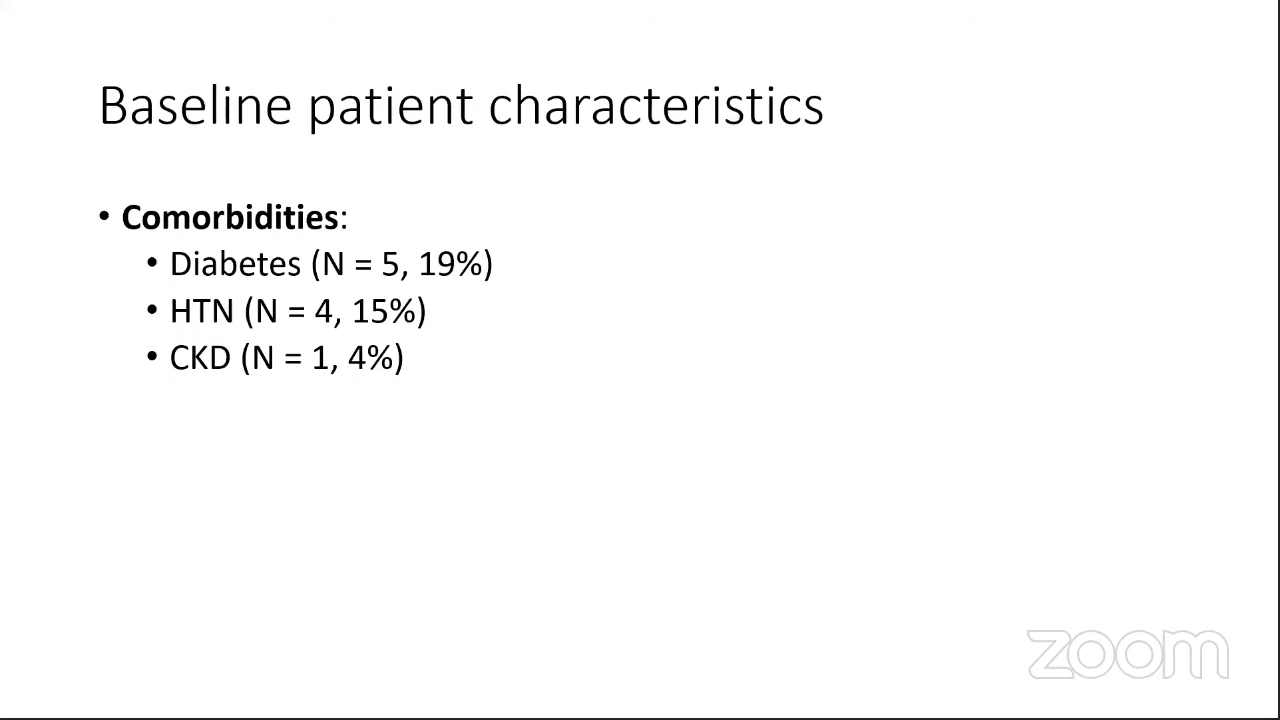 Baseline patient characteristics
• Comorbidities:
• Diabetes (N = 5, 19%)
• HTN (N = 4, 15%)
• CKD (N = 1, 4%)
zoom